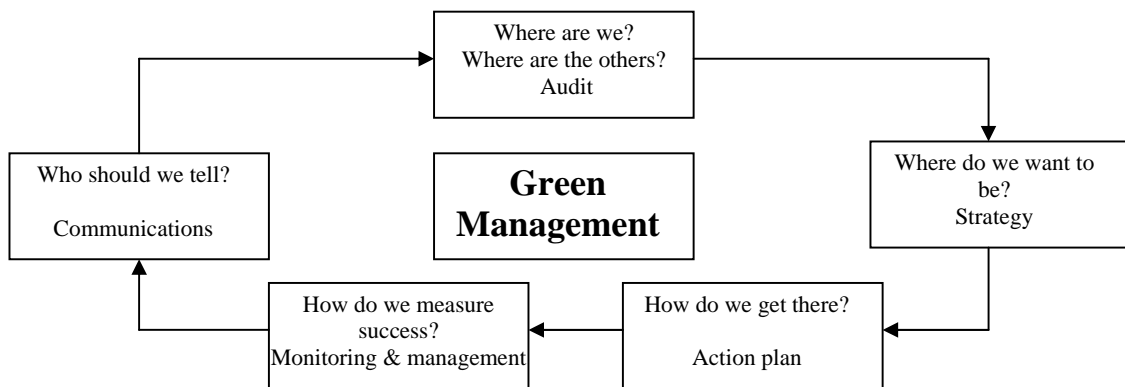 Where are we?
Where are the others?
Audit
Who should we tell?
Communications
Green
Management
Where do we want to
be?
Strategy
How do we measure
success?
Monitoring & management
How do we get there?
Action plan